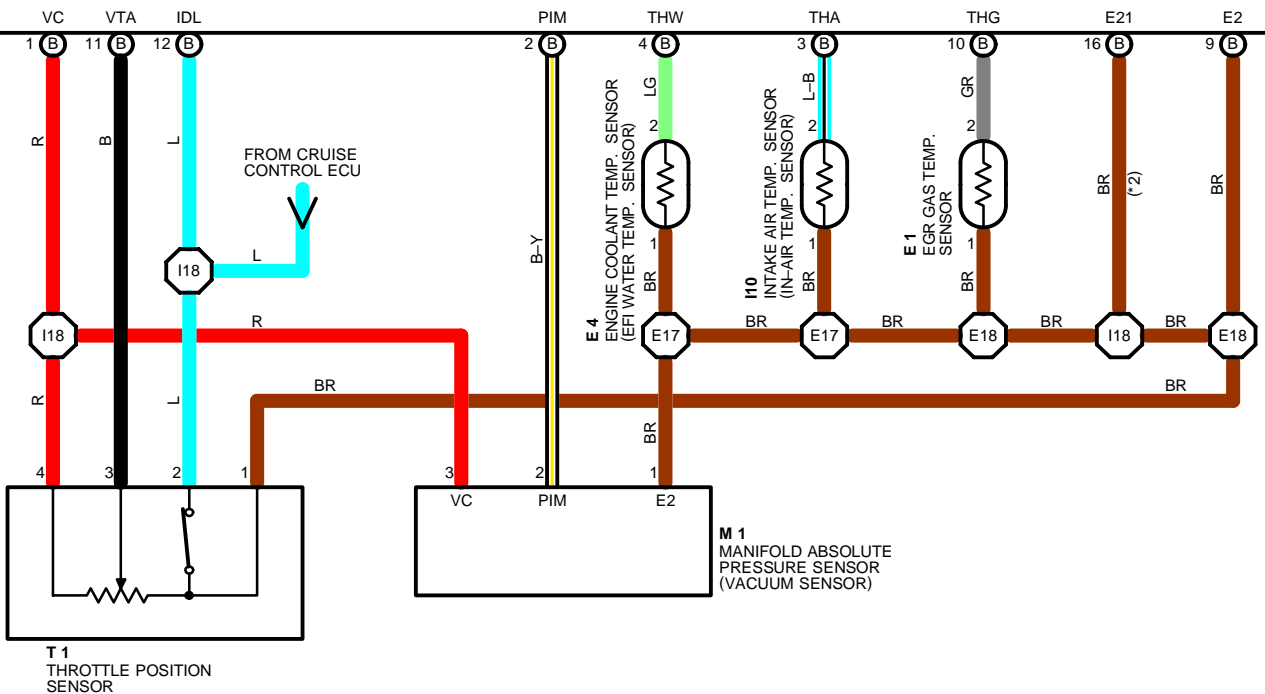 VC VTA IDL PIM THW THA THG E21 E2
1 B 11 B 12 B 2 B 4 B 3 B 10 B 16 B 9 B
R
B
L
FROM CRUISE
CONTROL ECU
L
I18
B–Y
LG
2
1
BR
E 4
ENGINE COOLANT TEMP. SENSOR
(EFI WATER TEMP. SENSOR)
L–B
2
1
BR
I10
INTAKE AIR TEMP. SENSOR
(IN–AIR TEMP. SENSOR)
GR
2
1
BR
E 1
EGR GAS TEMP.
SENSOR
BR
(*2)
BR
I18 R E17 BR E17 BR E18 BR I18 BR E18
R
L
BR BR
BR
4 3 2 1 3 2 1
VC PIM E2
M 1
MANIFOLD ABSOLUTE
PRESSURE SENSOR
(VACUUM SENSOR)
T 1
THROTTLE POSITION
SENSOR